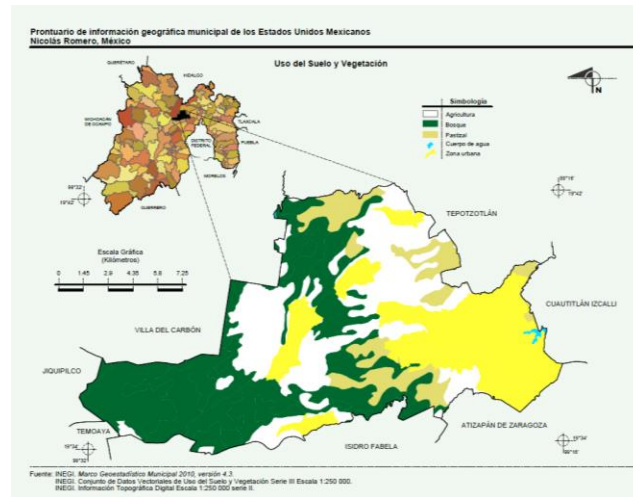 Prontuario de información geográfica municipal de los Estados Unidos Mexicanos
Nicolás Romero, México
Uso del Suelo y Vegetación
QUERÉTARO
HIDALGO
MICHOACÁN DE OCAMPO
TLAXCALA
DISTRITO FEDERAL
PUEBLA
MORELOS
GUERRERO
N
Simbología
Agricultura
Bosque
Pastizal
Cuerpo de agua
Zona urbana
Escala Gráfica
(Kilómetros)
0 1.45 2.9 4.35 5.8 7.25
TEPOTZOTLÁN
CUAUTITLÁN IZCALLI
VILLA DEL CARBÓN
JIQUIPILCO
TEMOAYA
ISIDRO FABELA
ATIZAPÁN DE ZARAGOZA
Fuente: INEGI. Marco Geoestadístico Municipal 2010, versión 4.3.
INEGI. Conjunto de Datos Vectoriales de Uso del Suelo y Vegetación Serie III Escala 1:250 000.
INEGI. Información Topográfica Digital Escala 1:250 000 serie II.